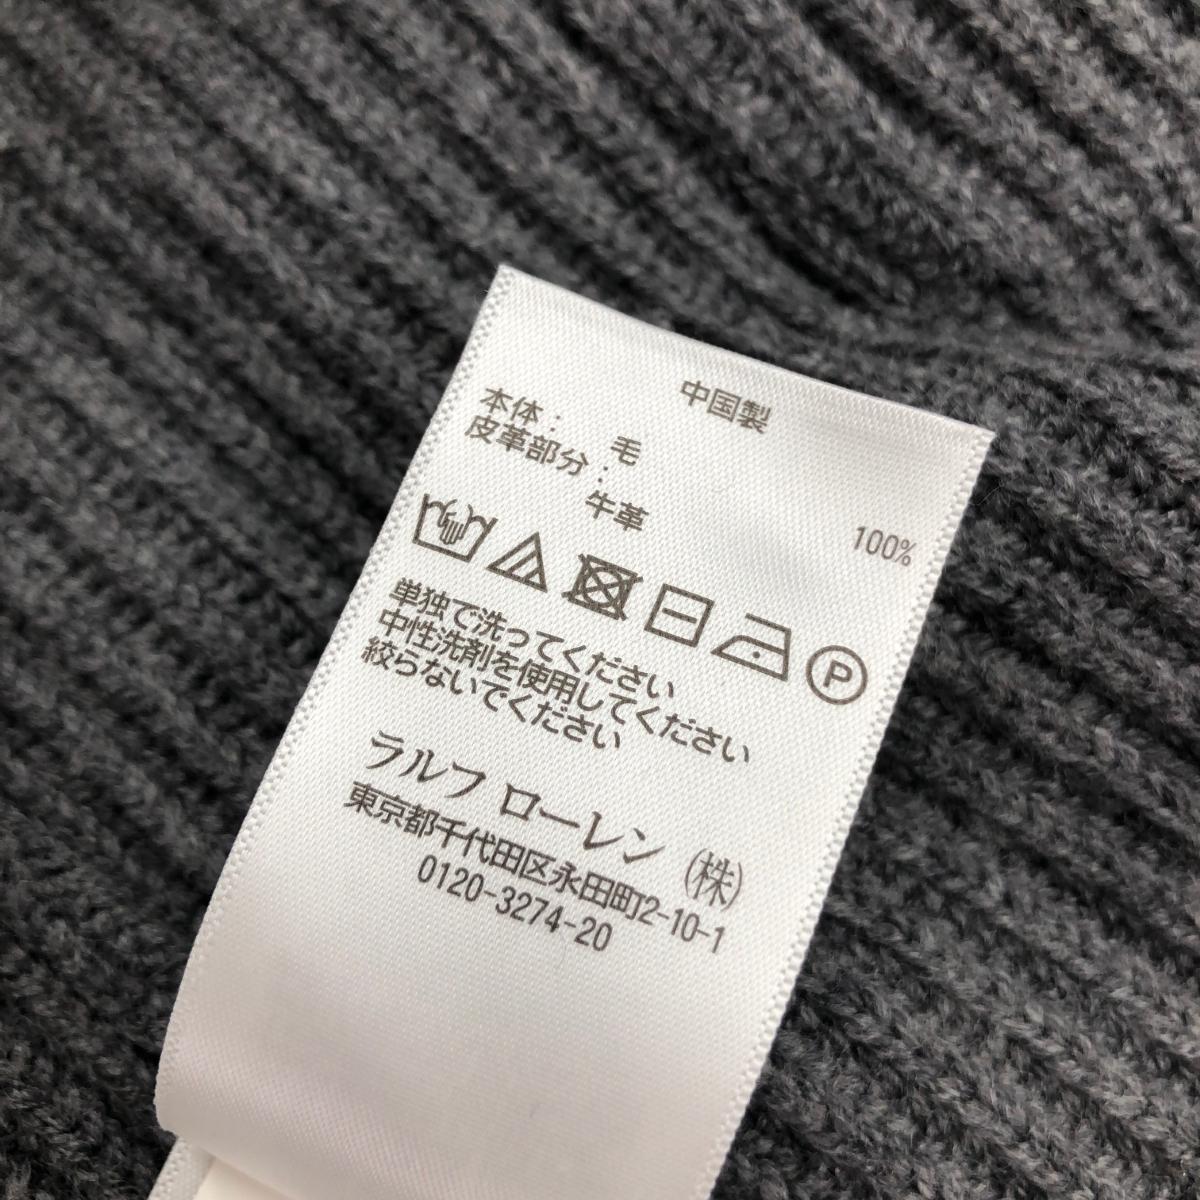 中国製
本体：
毛 100%
皮革部分：
牛革
P
単独で洗ってください
中性洗剤を使用してください
絞らないでください
ラルフ ローレン (株)
東京都千代田区永田町2-10-1
0120-3274-20